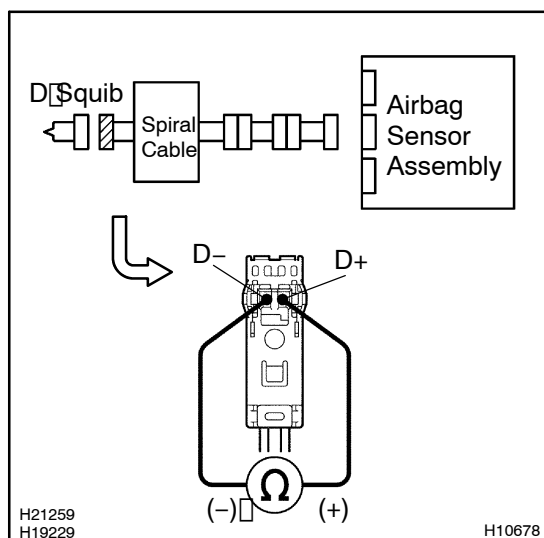 D Squib
Spiral
Cable
Airbag
Sensor
Assembly
D−
D+
Ω
(−)
(+)
H21259
H19229
H10678